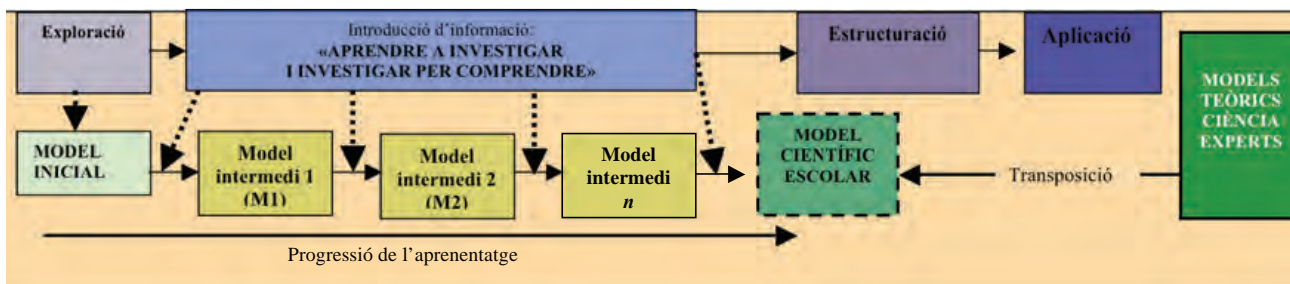 Exploració
Introducció d'informació:
«APRENDRE A INVESTIGAR
I INVESTIGAR PER COMPRENDRE»
Estructuració
Aplicació
MODELS
TEÒRICS
CIÈNCIA
EXPERTS
MODEL
INICIAL
Model
intermedi 1
(M1)
Model
intermedi 2
(M2)
Model
intermedi
n
MODEL
CIENTÍFIC
ESCOLAR
Transposició
Progressió de l'aprenentatge